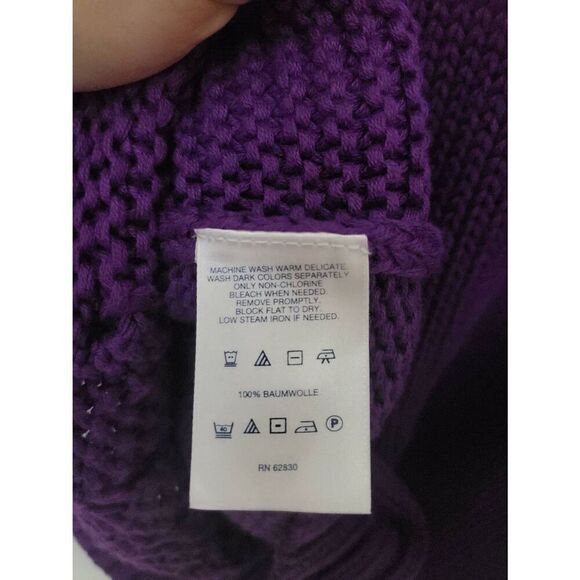 MACHINE WASH WARM DELICATE.
WASH DARK COLORS SEPARATELY.
ONLY NON-CHLORINE
BLEACH WHEN NEEDED.
REMOVE PROMPTLY.
BLOCK FLAT TO DRY.
LOW STEAM IRON IF NEEDED.
100% BAUMWOLLE
40 P
RN 62830